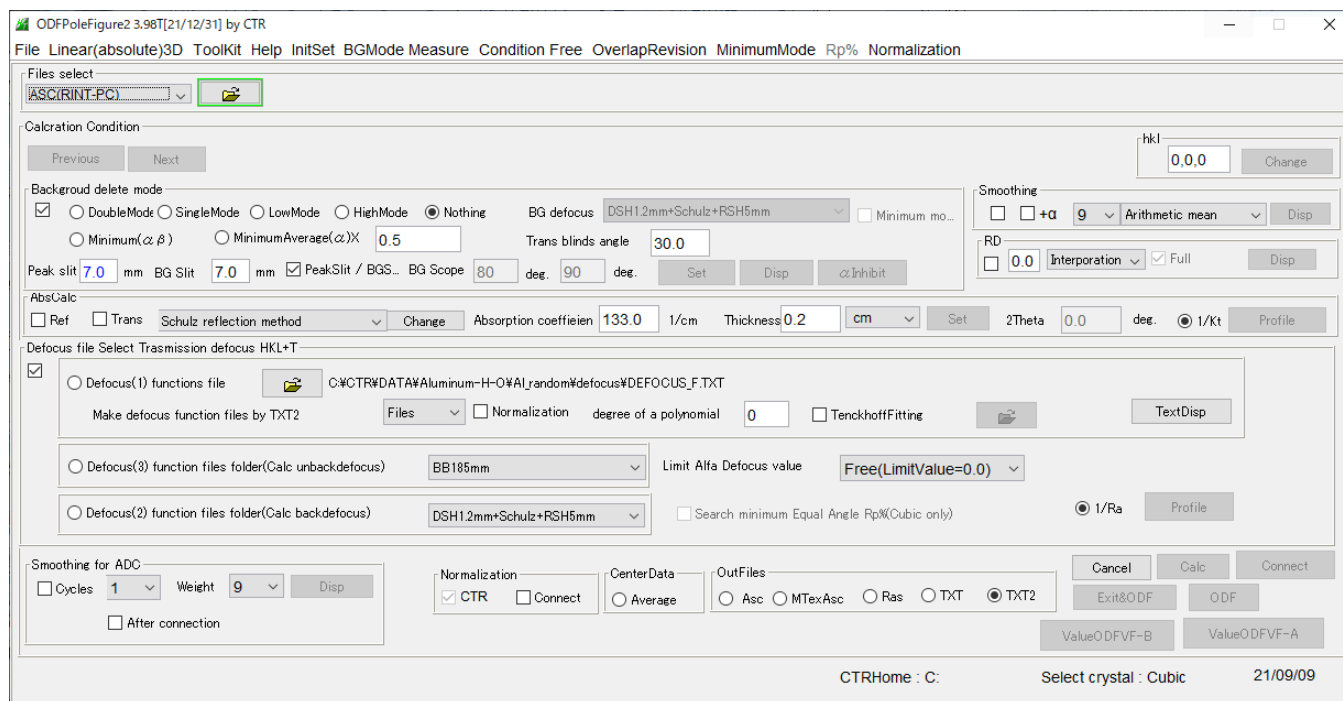 ODFPoleFigure2 3.98T[21/12/31] by CTR
File Linear(absolute)3D ToolKit Help InitSet BGMode Measure Condition Free OverlapRevision MinimumMode Rp% Normalization
Files select
ASC(RINT-PC)
Calcration Condition
Previous Next
hkl
0,0,0 Change
Backgroud delete mode
DoubleMode SingleMode LowMode HighMode Nothing BG defocus DSH1.2mm+Schulz+RSH5mm Minimum mo...
Minimum(αβ) MinimumAverage(α)X 0.5 Trans blinds angle 30.0
Peak slit 7.0 mm BG Slit 7.0 mm PeakSlit / BGS... BG Scope 80 deg. 90 deg. Set Disp αInhibit
Smoothing
+α 9 Arithmetic mean Disp
RD
0.0 Interporation Full Disp
AbsCalc
Ref Trans Schulz reflection method Change Absorption coeffieien 133.0 1/cm Thickness 0.2 cm Set 2Theta 0.0 deg. 1/Kt Profile
Defocus file Select Trasmission defocus HKL+T
Defocus(1) functions file C:¥CTR¥DATA¥Aluminum-H-O¥Al_random¥defocus¥DEFOCUS_F.TXT
Make defocus function files by TXT2 Files Normalization degree of a polynomial 0 TenckhoffFitting TextDisp
Defocus(3) function files folder(Calc unbackdefocus) BB185mm Limit Alfa Defocus value Free(LimitValue=0.0)
Defocus(2) function files folder(Calc backdefocus) DSH1.2mm+Schulz+RSH5mm Search minimum Equal Angle Rp%(Cubic only) 1/Ra Profile
Smoothing for ADC
Cycles 1 Weight 9 Disp
After connection
Normalization
CTR Connect
CenterData
Average
OutFiles
Asc MTexAsc Ras TXT TXT2
Cancel Calc Connect
Exit&ODF ODF
ValueODFVF-B ValueODFVF-A
CTRHome : C: Select crystal : Cubic 21/09/09